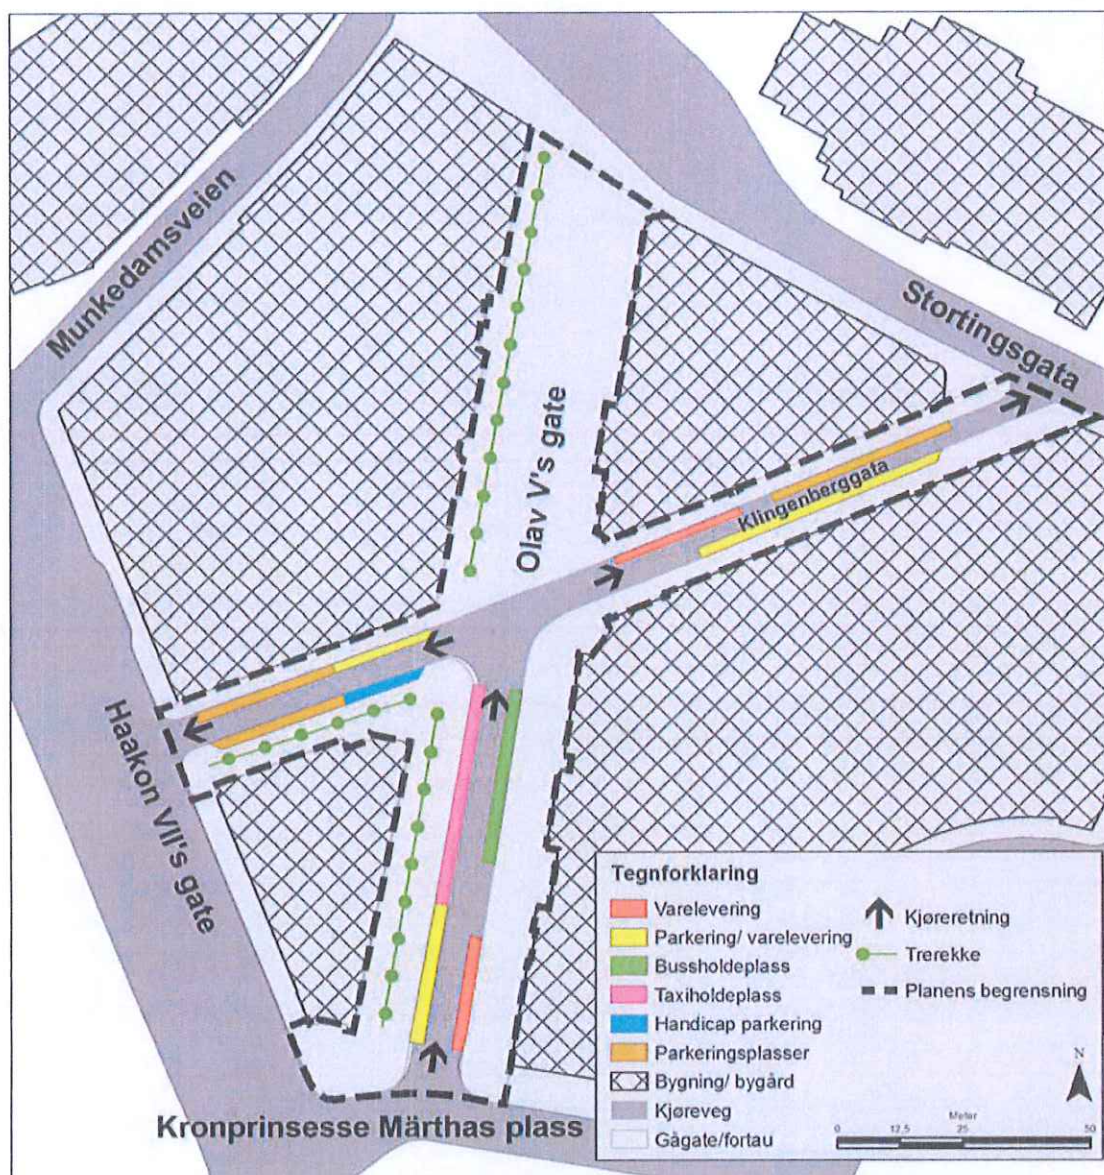 Munkedamsveien
Stortingsgata
Olav V's gate
Klingenberggata
Haakon VII's gate
Kronprinsesse Märthas plass
Tegnforklaring
Varelevering
Parkering/ varelevering
Bussholdeplass
Taxiholdeplass
Handicap parkering
Parkeringsplasser
Bygning/ bygård
Kjøreveg
Gågate/fortau
Kjøreretning
Trerekke
Planens begrensning
N
Meter
0 12,5 25 50